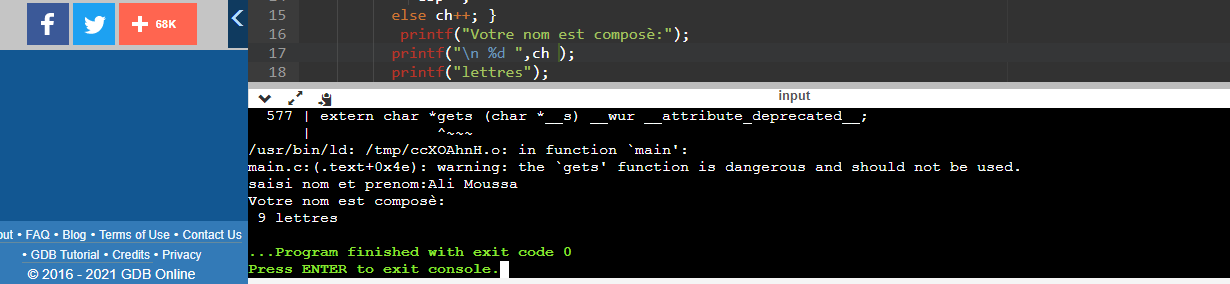 68K
out • FAQ • Blog • Terms of Use • Contact Us
• GDB Tutorial • Credits • Privacy
© 2016 - 2021 GDB Online
15 else ch++; }
16 printf("Votre nom est composè:");
17 printf("\n %d ",ch );
18 printf("lettres");
input
577 | extern char *gets (char *__s) __wur __attribute_deprecated__;
| ^~~~
/usr/bin/ld: /tmp/ccXOAhnH.o: in function `main':
main.c:(.text+0x4e): warning: the `gets' function is dangerous and should not be used.
saisi nom et prenom:Ali Moussa
Votre nom est composè:
9 lettres
...Program finished with exit code 0
Press ENTER to exit console.